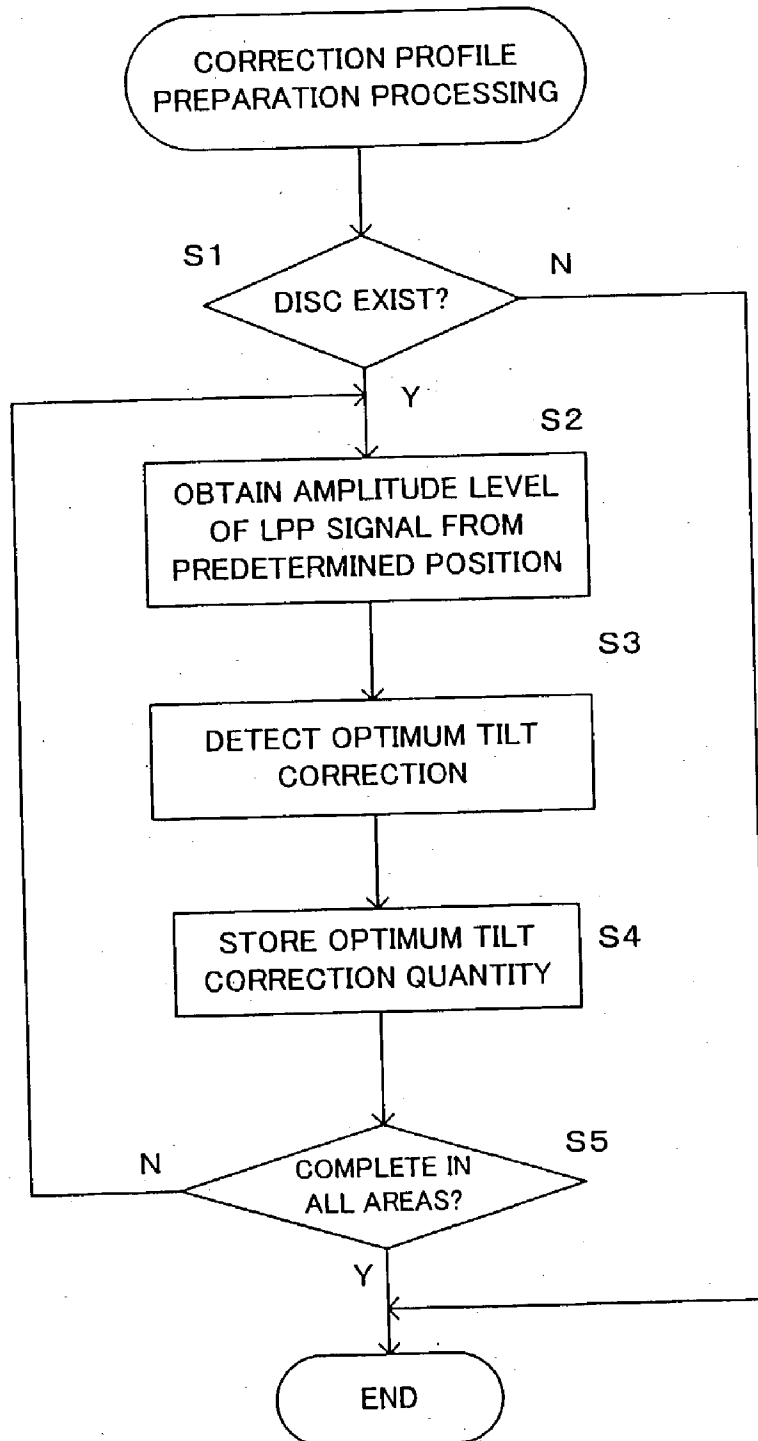 CORRECTION PROFILE
PREPARATION PROCESSING
S1
N
DISC EXIST?
Y
S2
OBTAIN AMPLITUDE LEVEL
OF LPP SIGNAL FROM
PREDETERMINED POSITION
S3
DETECT OPTIMUM TILT
CORRECTION
STORE OPTIMUM TILT
CORRECTION QUANTITY
S4
N
COMPLETE IN
ALL AREAS?
S5
Y
END